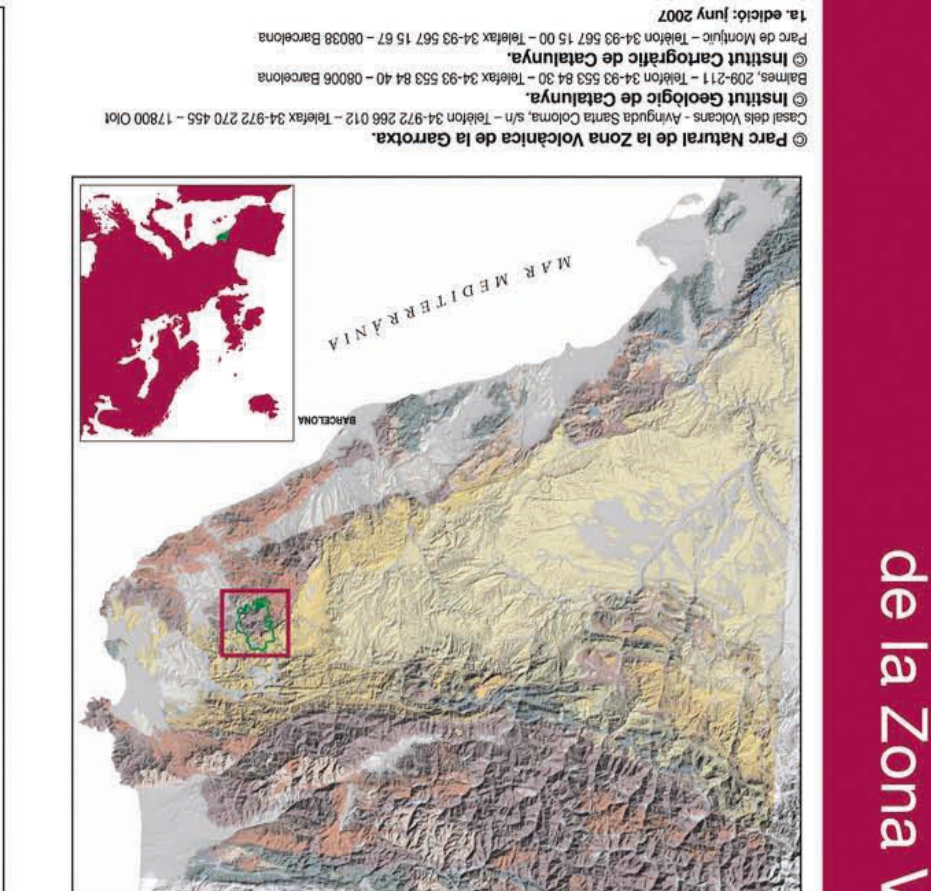 de la Zona V
BARCELONA
MAR MEDITERRÀNIA
© Parc Natural de la Zona Volcànica de la Garrotxa.
Casal dels Volcans - Avinguda Santa Coloma, s/n – Telèfon 34-972 266 012 – Telefax 34-972 270 455 – 17800 Olot
© Institut Geològic de Catalunya.
Balmes, 209-211 – Telèfon 34-93 553 84 30 – Telefax 34-93 553 84 40 – 08006 Barcelona
© Institut Cartogràfic de Catalunya.
Parc de Montjuïc – Telèfon 34-93 567 15 00 – Telefax 34-93 567 15 67 – 08038 Barcelona
1a. edició: juny 2007